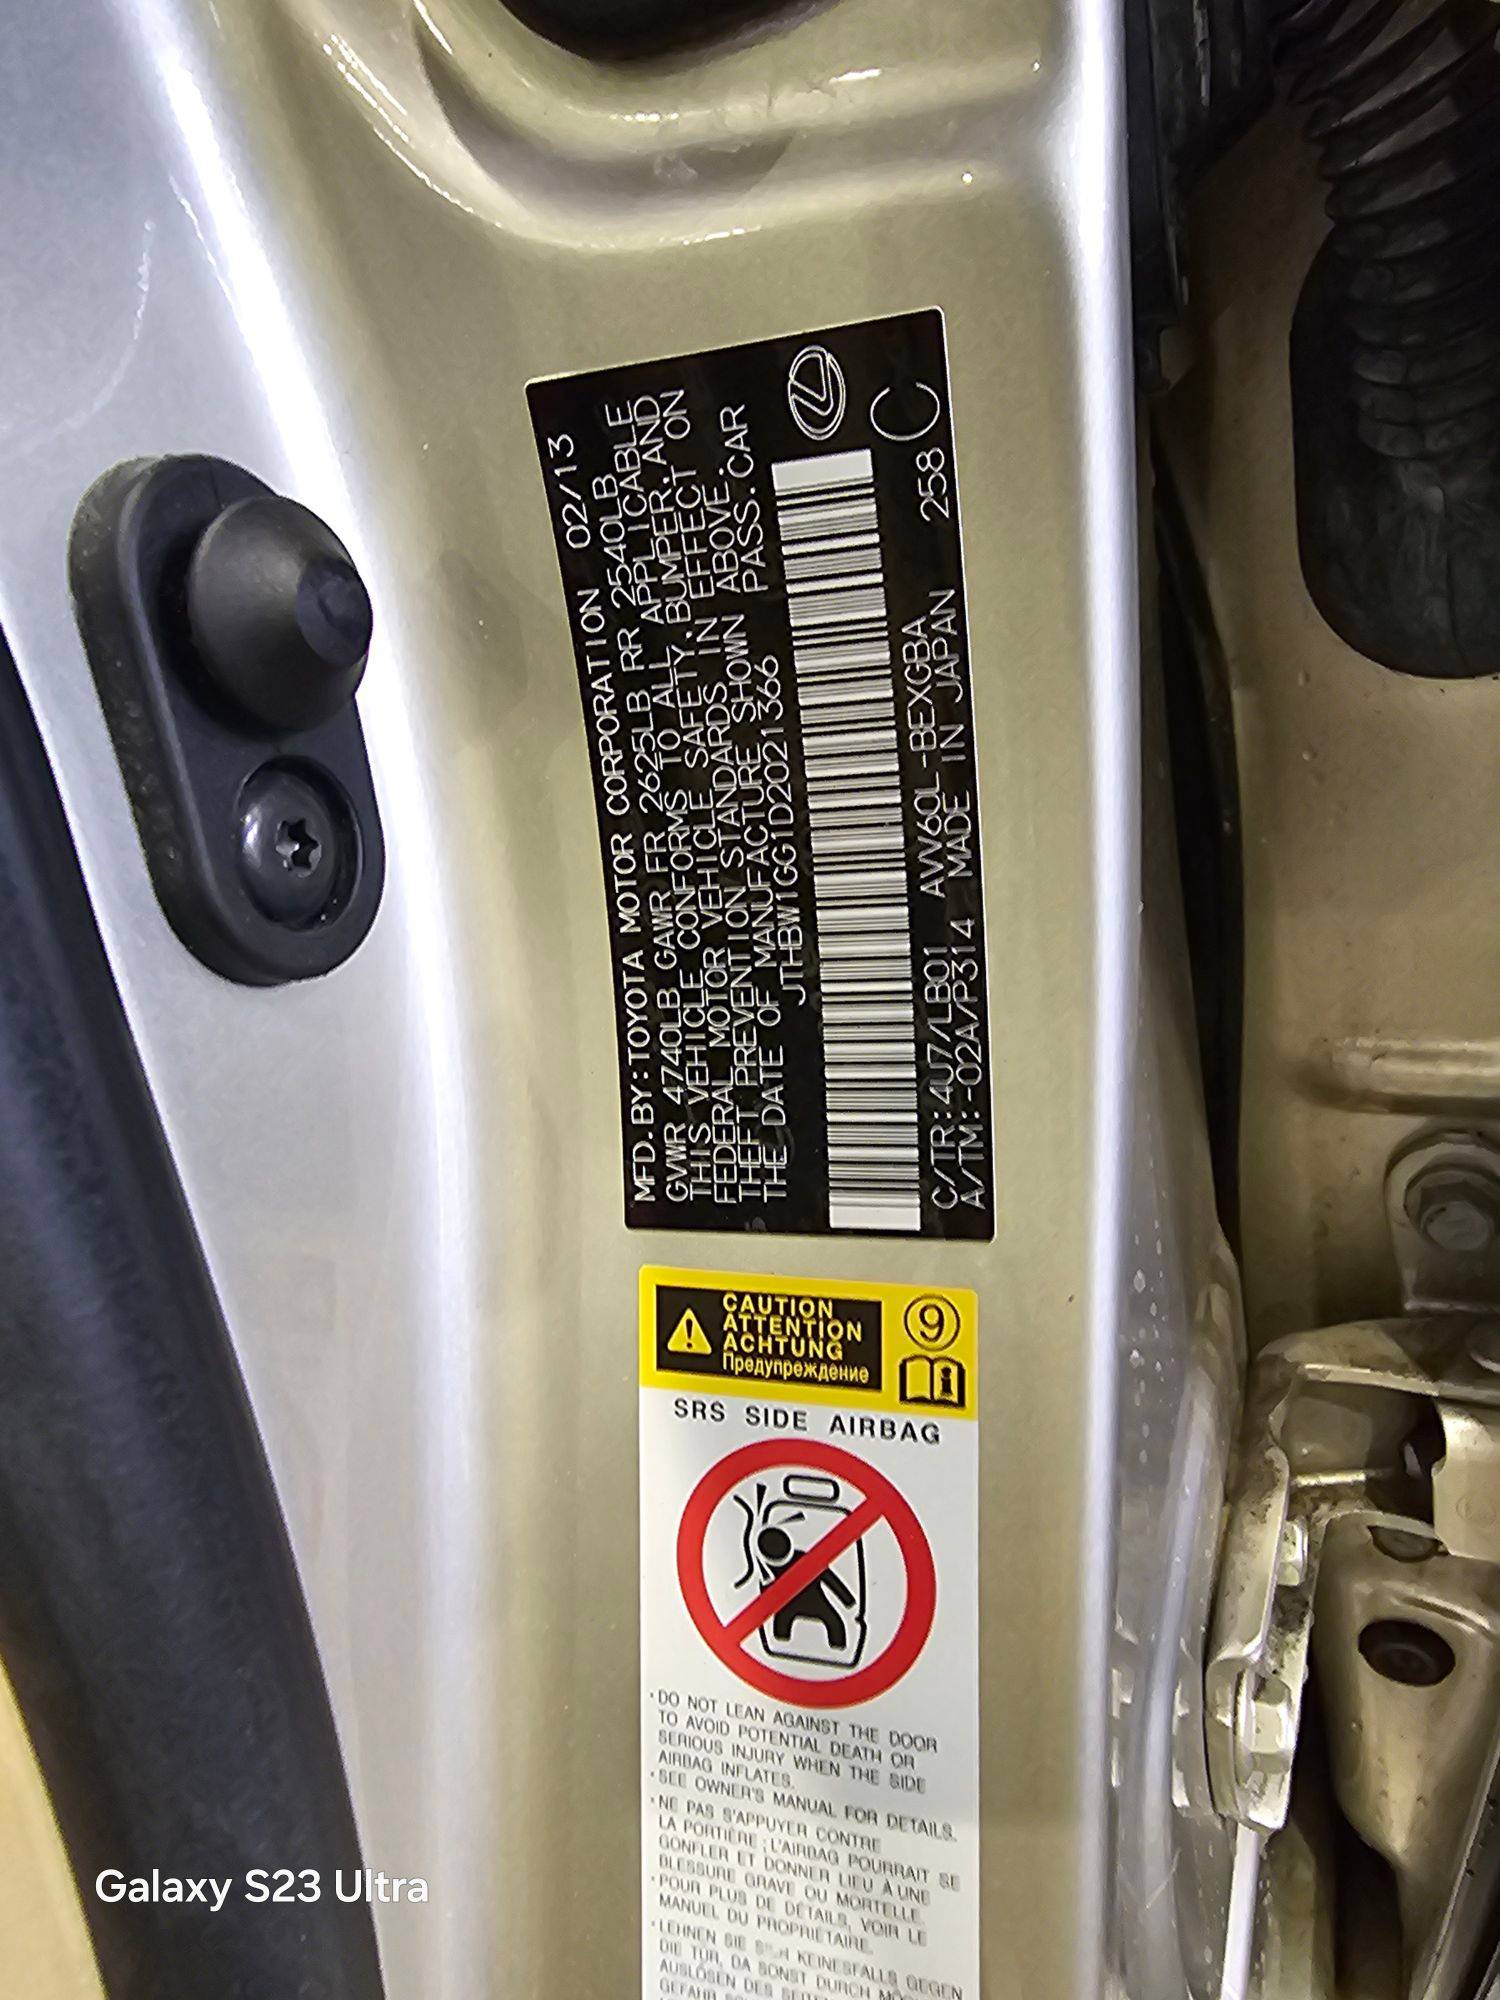 MFD.BY:TOYOTA MOTOR CORPORATION 02/13
GVWR 4740LB GAWR FR 2625LB RR 2540LB
THIS VEHICLE CONFORMS TO ALL APPLICABLE
FEDERAL MOTOR VEHICLE SAFETY, BUMPER, AND
THEFT PREVENTION STANDARDS IN EFFECT ON
THE DATE OF MANUFACTURE SHOWN ABOVE.
JTHBW1GG1D2021366 PASS.CAR
C/TR:4U7/LB01 AVV60L-BEXGBA 258 C
A/TM:-02A/P314 MADE IN JAPAN
CAUTION
ATTENTION
ACHTUNG
Предупреждение
9
SRS SIDE AIRBAG
·DO NOT LEAN AGAINST THE DOOR
TO AVOID POTENTIAL DEATH OR
SERIOUS INJURY WHEN THE SIDE
AIRBAG INFLATES.
·SEE OWNER'S MANUAL FOR DETAILS.
·NE PAS S'APPUYER CONTRE
LA PORTIÈRE ; L'AIRBAG POURRAIT SE
GONFLER ET DONNER LIEU À UNE
BLESSURE GRAVE OU MORTELLE.
·POUR PLUS DE DÉTAILS, VOIR LE
MANUEL DU PROPRIÉTAIRE.
·LEHNEN SIE KEINESFALLS GEGEN
DIE TÜR, DA SONST DURCH
AUSLÖSEN DES
GEFAHR
Galaxy S23 Ultra